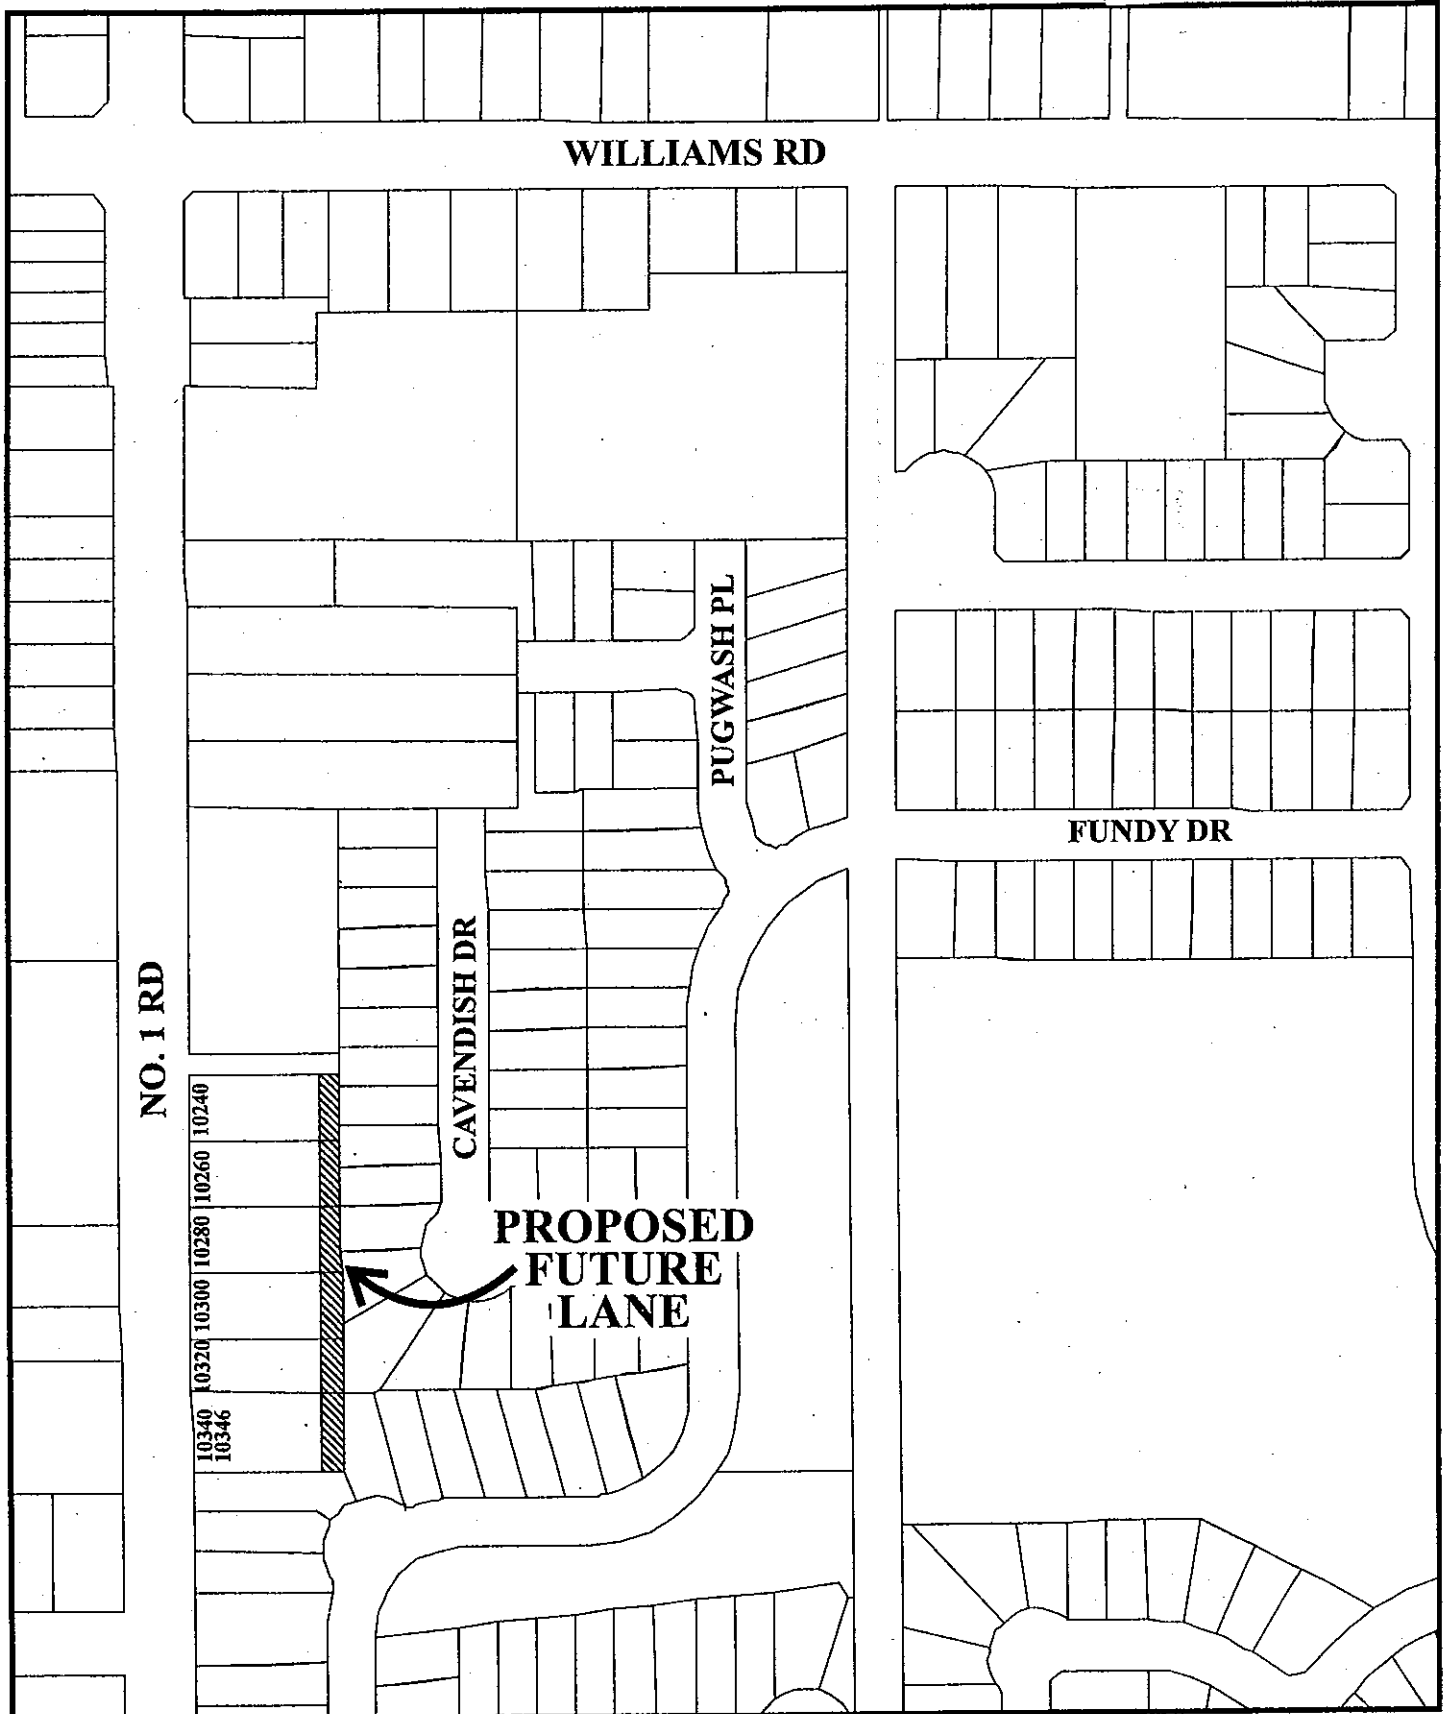 WILLIAMS RD
PUGWASH PL
FUNDY DR
CAVENDISH DR
NO. 1 RD
10240
10260
10280
10300
10320
10340
10346
PROPOSED
FUTURE
LANE